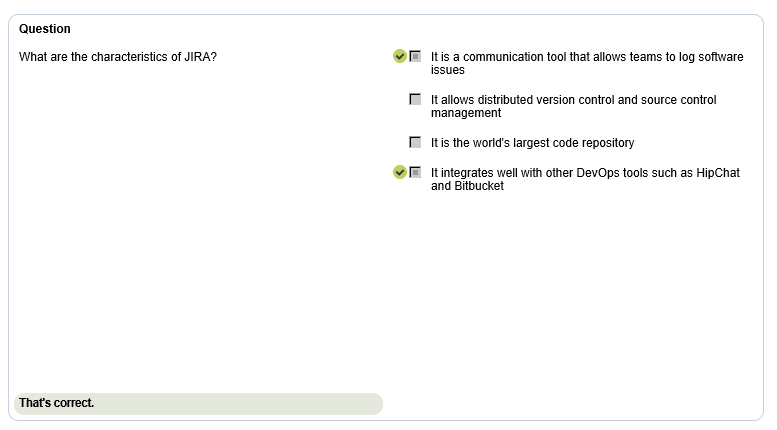 Question
What are the characteristics of JIRA?
It is a communication tool that allows teams to log software
issues
It allows distributed version control and source control
management
It is the world's largest code repository
It integrates well with other DevOps tools such as HipChat
and Bitbucket
That's correct.